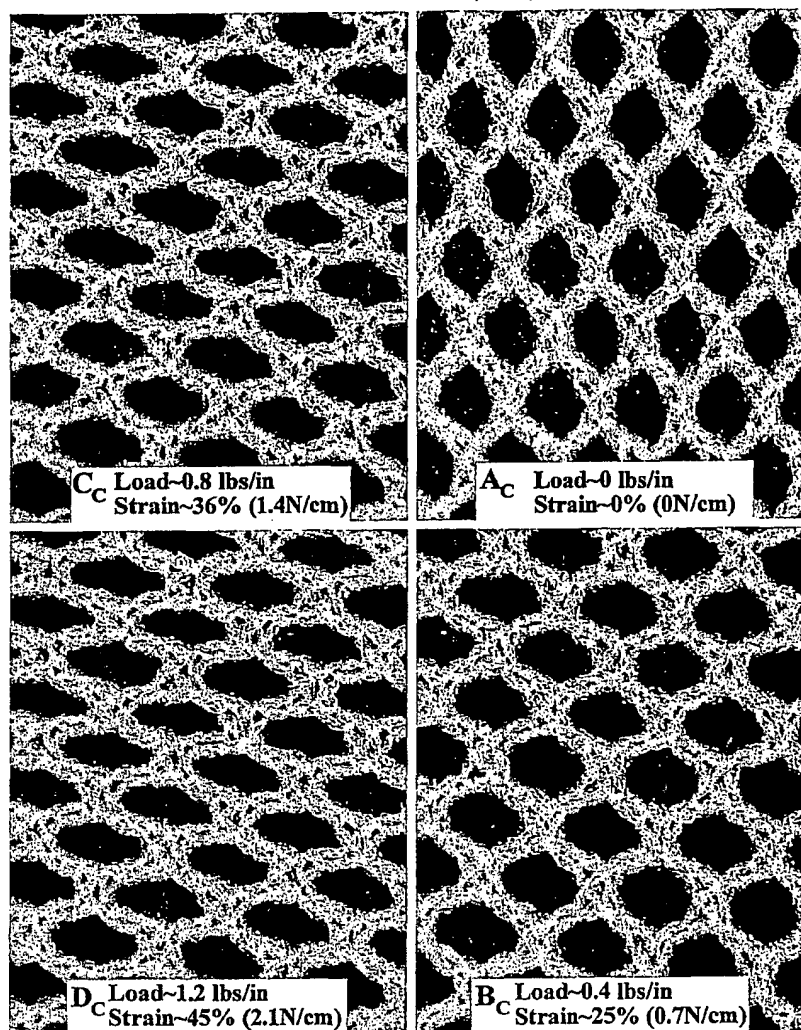 C_C Load~0.8 lbs/in
Strain~36% (1.4N/cm)
A_C Load~0 lbs/in
Strain~0% (0N/cm)
D_C Load~1.2 lbs/in
Strain~45% (2.1N/cm)
B_C Load~0.4 lbs/in
Strain~25% (0.7N/cm)